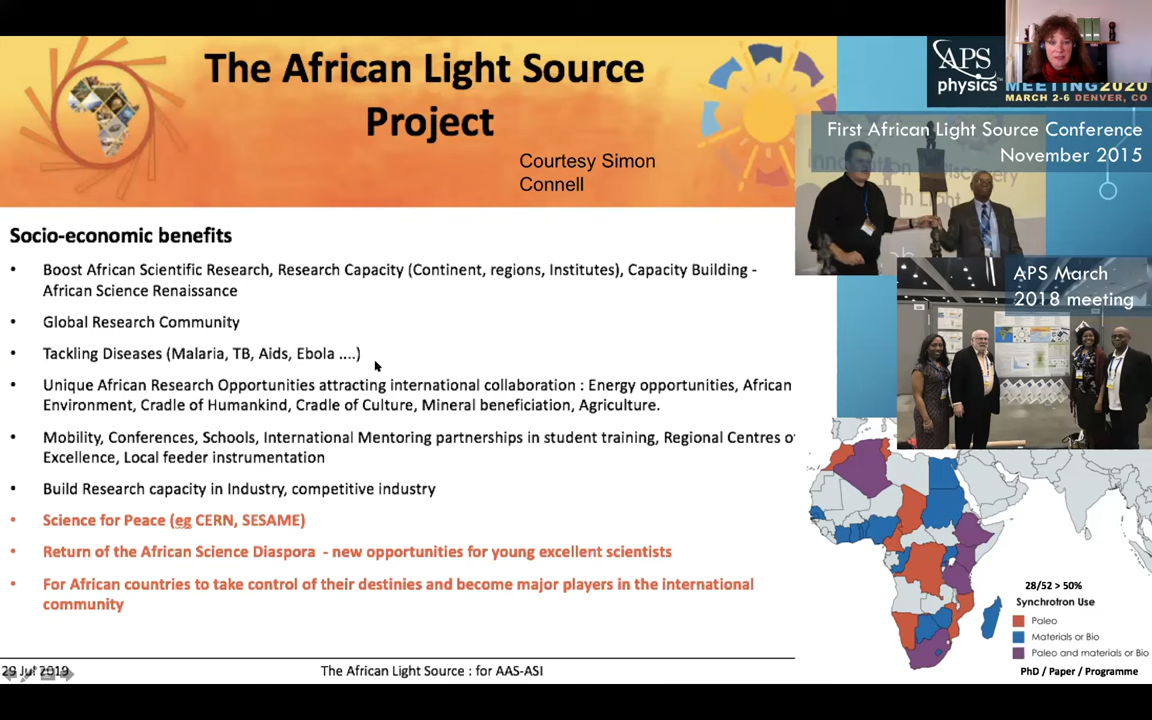 The African Light Source
Project
Courtesy Simon
Connell
APS
physics™
MEETING2020
MARCH 2-6 DENVER, CO
First African Light Source Conference
November 2015
APS March
2018 meeting
Socio-economic benefits
• Boost African Scientific Research, Research Capacity (Continent, regions, Institutes), Capacity Building -
African Science Renaissance
• Global Research Community
• Tackling Diseases (Malaria, TB, Aids, Ebola ....)
• Unique African Research Opportunities attracting international collaboration : Energy opportunities, African
Environment, Cradle of Humankind, Cradle of Culture, Mineral beneficiation, Agriculture.
• Mobility, Conferences, Schools, International Mentoring partnerships in student training, Regional Centres o
Excellence, Local feeder instrumentation
• Build Research capacity in Industry, competitive industry
• Science for Peace (eg CERN, SESAME)
• Return of the African Science Diaspora - new opportunities for young excellent scientists
• For African countries to take control of their destinies and become major players in the international
community
28/52 > 50%
Synchrotron Use
Paleo
Materials or Bio
Paleo and materials or Bio
PhD / Paper / Programme
29 Jul 2019
The African Light Source : for AAS-ASI